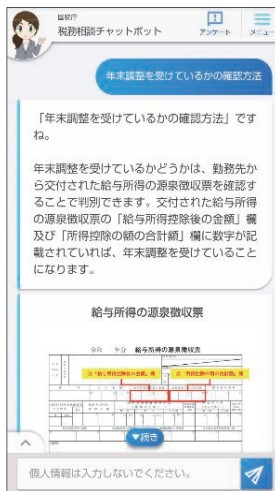 国税庁
税務相談チャットボット
アンケート
メニュー
年末調整を受けているかの確認方法
「年末調整を受けているかの確認方法」です
ね。
年末調整を受けているかどうかは、勤務先か
ら交付された給与所得の源泉徴収票を確認す
ることで判別できます。交付された給与所得
の源泉徴収票の「給与所得控除後の金額」欄
及び「所得控除の額の合計額」欄に数字が記
載されていれば、年末調整を受けていること
になります。
給与所得の源泉徴収票
令和 年分 給与所得の源泉徴収票
▼続き
個人情報は入力しないでください。